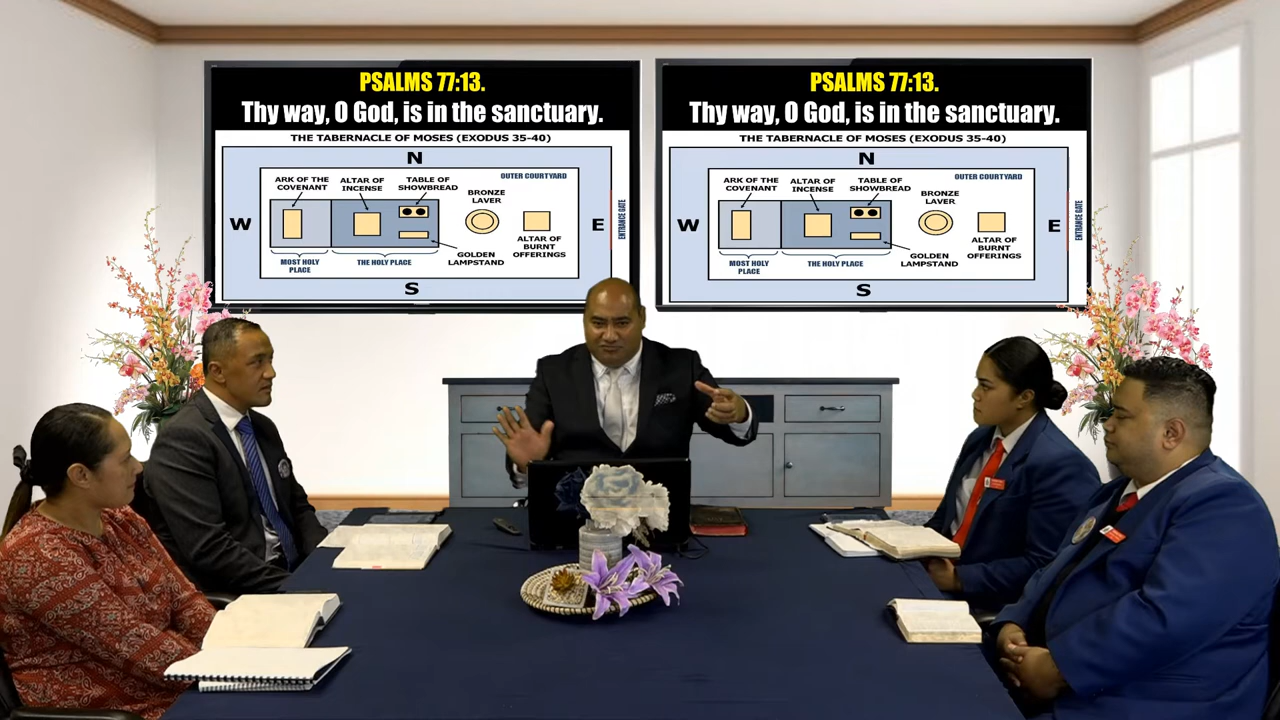 PSALMS 77:13.
Thy way, O God, is in the sanctuary.
THE TABERNACLE OF MOSES (EXODUS 35-40)
N
OUTER COURTYARD
ARK OF THE
COVENANT
ALTAR OF
INCENSE
TABLE OF
SHOWBREAD
BRONZE
LAVER
W
E
ENTRANCE GATE
ALTAR OF
BURNT
OFFERINGS
GOLDEN
LAMPSTAND
MOST HOLY
PLACE
THE HOLY PLACE
S
PSALMS 77:13.
Thy way, O God, is in the sanctuary.
THE TABERNACLE OF MOSES (EXODUS 35-40)
N
OUTER COURTYARD
ARK OF THE
COVENANT
ALTAR OF
INCENSE
TABLE OF
SHOWBREAD
BRONZE
LAVER
W
E
ENTRANCE GATE
ALTAR OF
BURNT
OFFERINGS
GOLDEN
LAMPSTAND
MOST HOLY
PLACE
THE HOLY PLACE
S